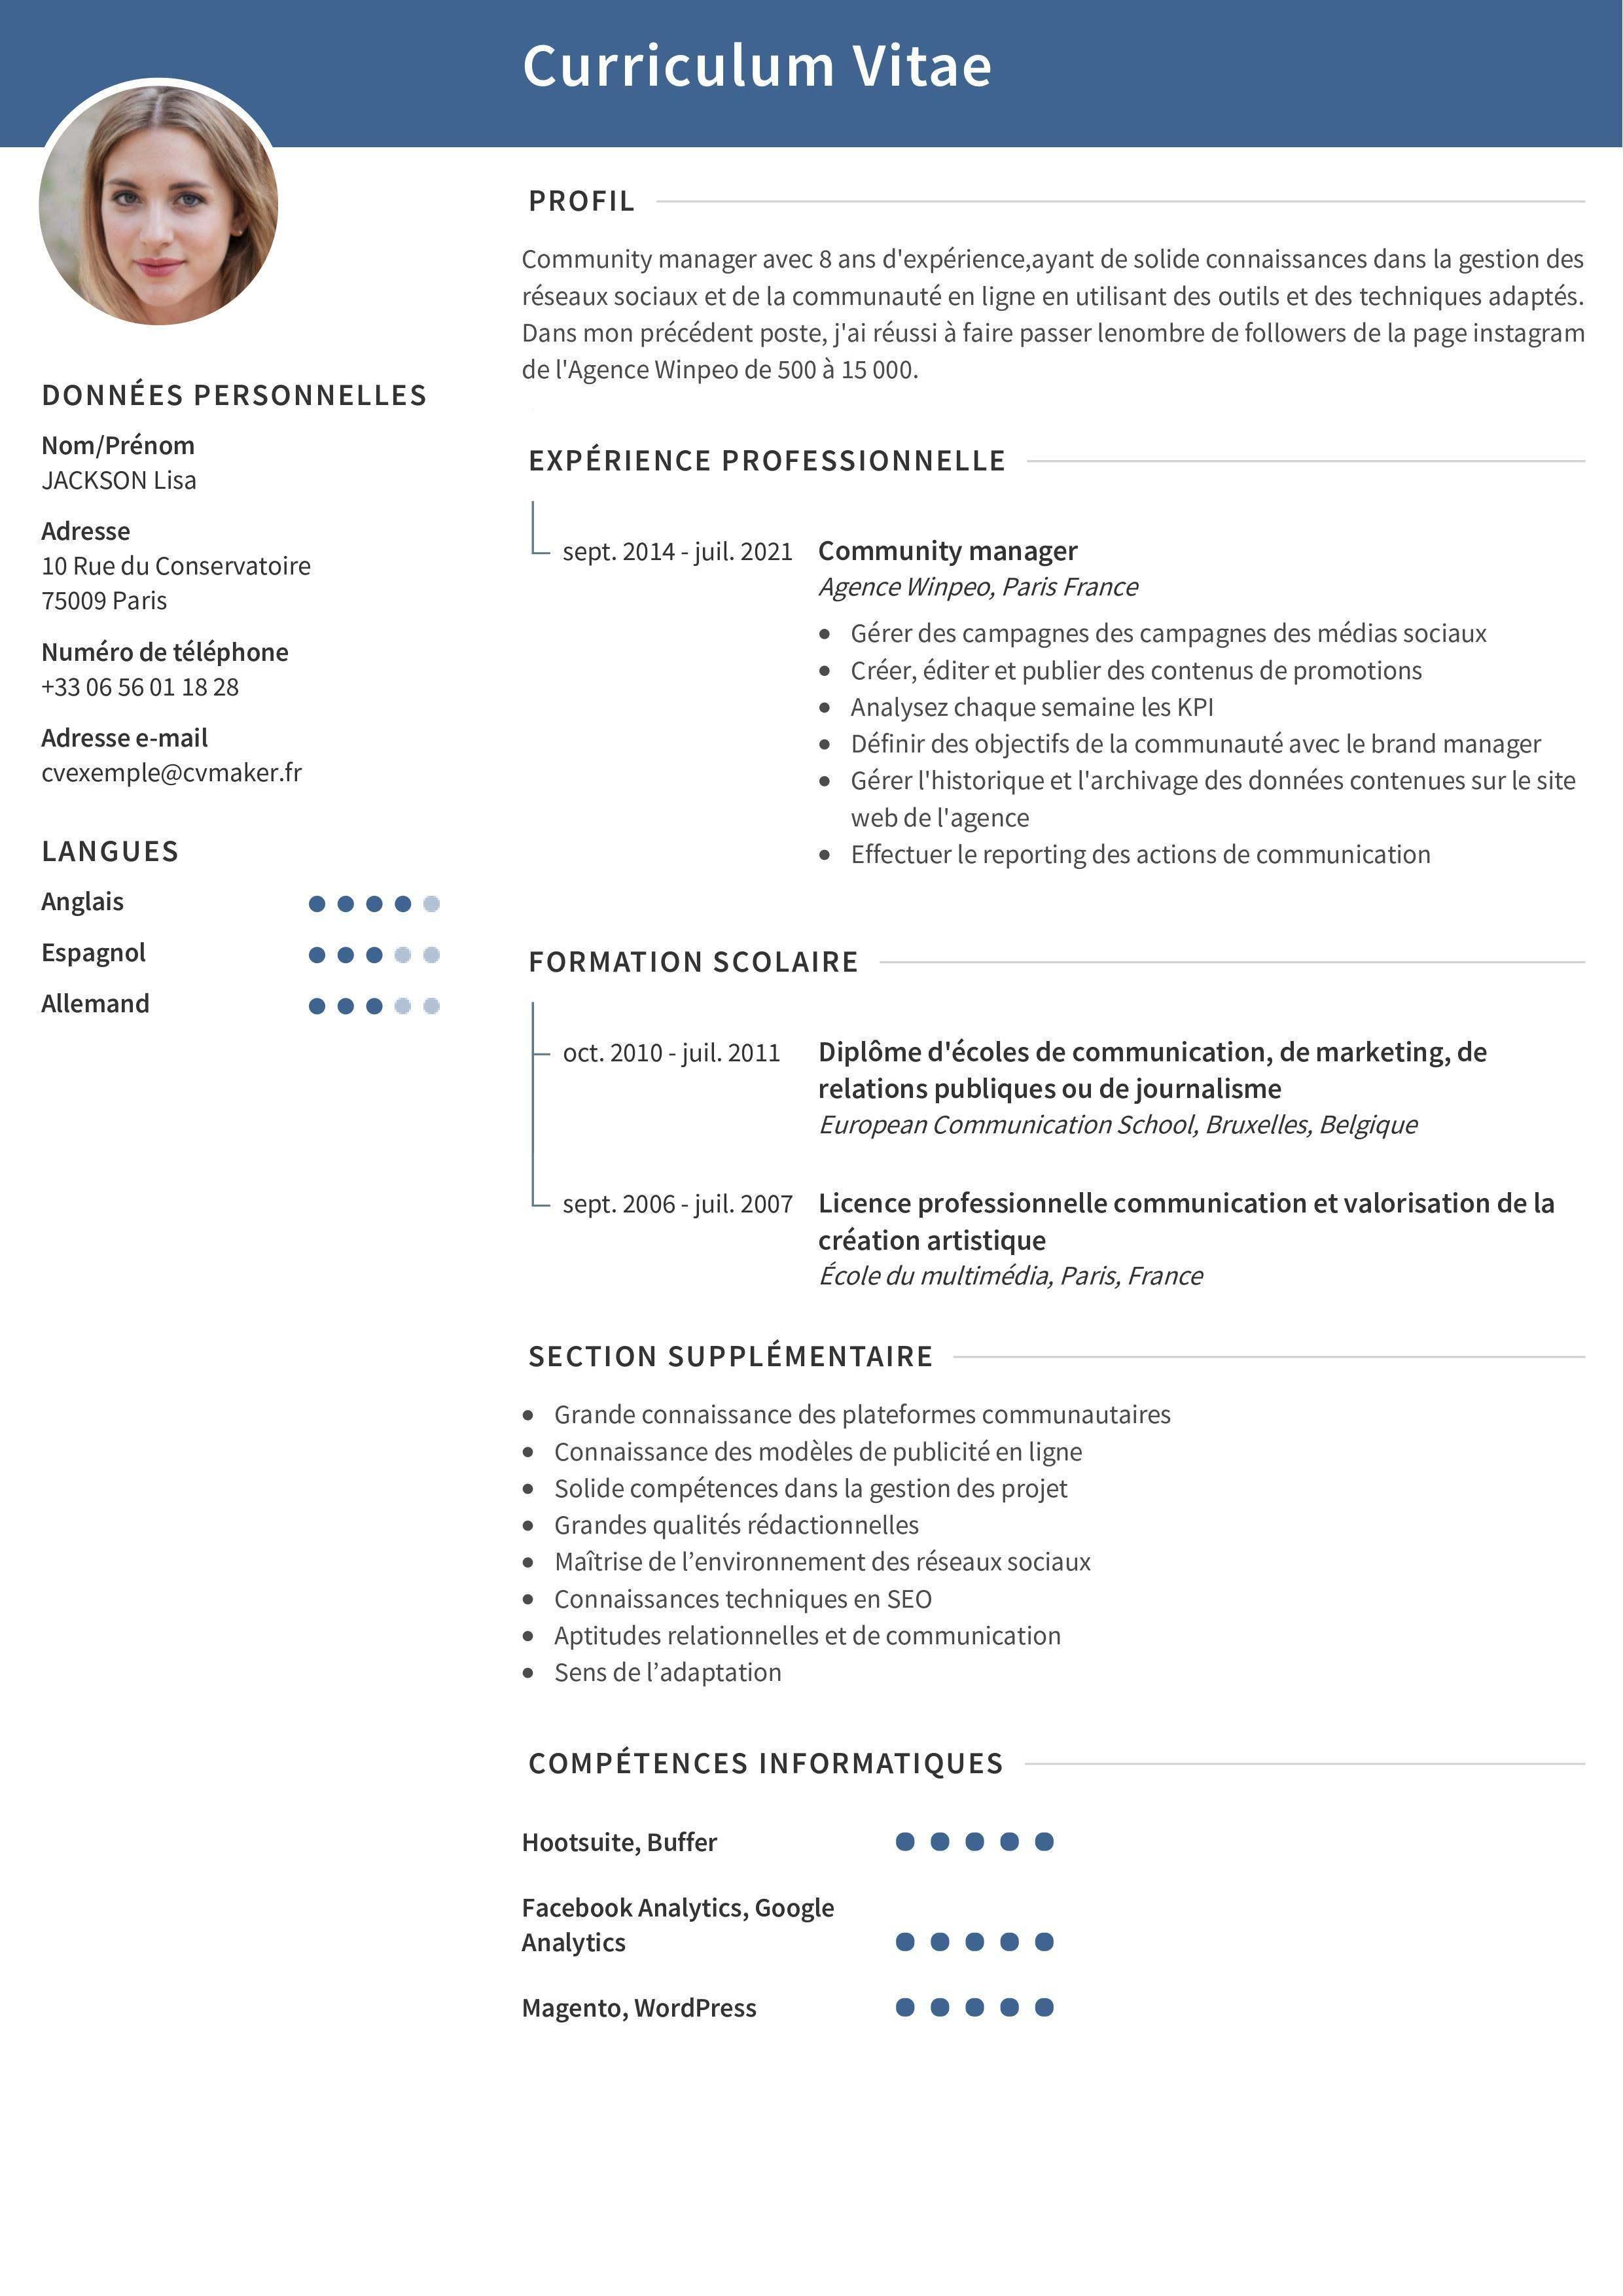 Curriculum Vitae
DONNÉES PERSONNELLES
Nom/Prénom
JACKSON Lisa
Adresse
10 Rue du Conservatoire
75009 Paris
Numéro de téléphone
+33 06 56 01 18 28
Adresse e-mail
cvexemple@cvmaker.fr
LANGUES
Anglais
Espagnol
Allemand
PROFIL
Community manager avec 8 ans d'expérience,ayant de solide connaissances dans la gestion des
réseaux sociaux et de la communauté en ligne en utilisant des outils et des techniques adaptés.
Dans mon précédent poste, j'ai réussi à faire passer lenombre de followers de la page instagram
de l'Agence Winpeo de 500 à 15 000.
EXPÉRIENCE PROFESSIONNELLE
sept. 2014 - juil. 2021 Community manager
Agence Winpeo, Paris France
• Gérer des campagnes des campagnes des médias sociaux
• Créer, éditer et publier des contenus de promotions
• Analysez chaque semaine les KPI
• Définir des objectifs de la communauté avec le brand manager
• Gérer l'historique et l'archivage des données contenues sur le site
web de l'agence
• Effectuer le reporting des actions de communication
FORMATION SCOLAIRE
oct. 2010 - juil. 2011 Diplôme d'écoles de communication, de marketing, de
relations publiques ou de journalisme
European Communication School, Bruxelles, Belgique
sept. 2006 - juil. 2007 Licence professionnelle communication et valorisation de la
création artistique
École du multimédia, Paris, France
SECTION SUPPLÉMENTAIRE
• Grande connaissance des plateformes communautaires
• Connaissance des modèles de publicité en ligne
• Solide compétences dans la gestion des projet
• Grandes qualités rédactionnelles
• Maîtrise de l’environnement des réseaux sociaux
• Connaissances techniques en SEO
• Aptitudes relationnelles et de communication
• Sens de l’adaptation
COMPÉTENCES INFORMATIQUES
Hootsuite, Buffer
Facebook Analytics, Google
Analytics
Magento, WordPress